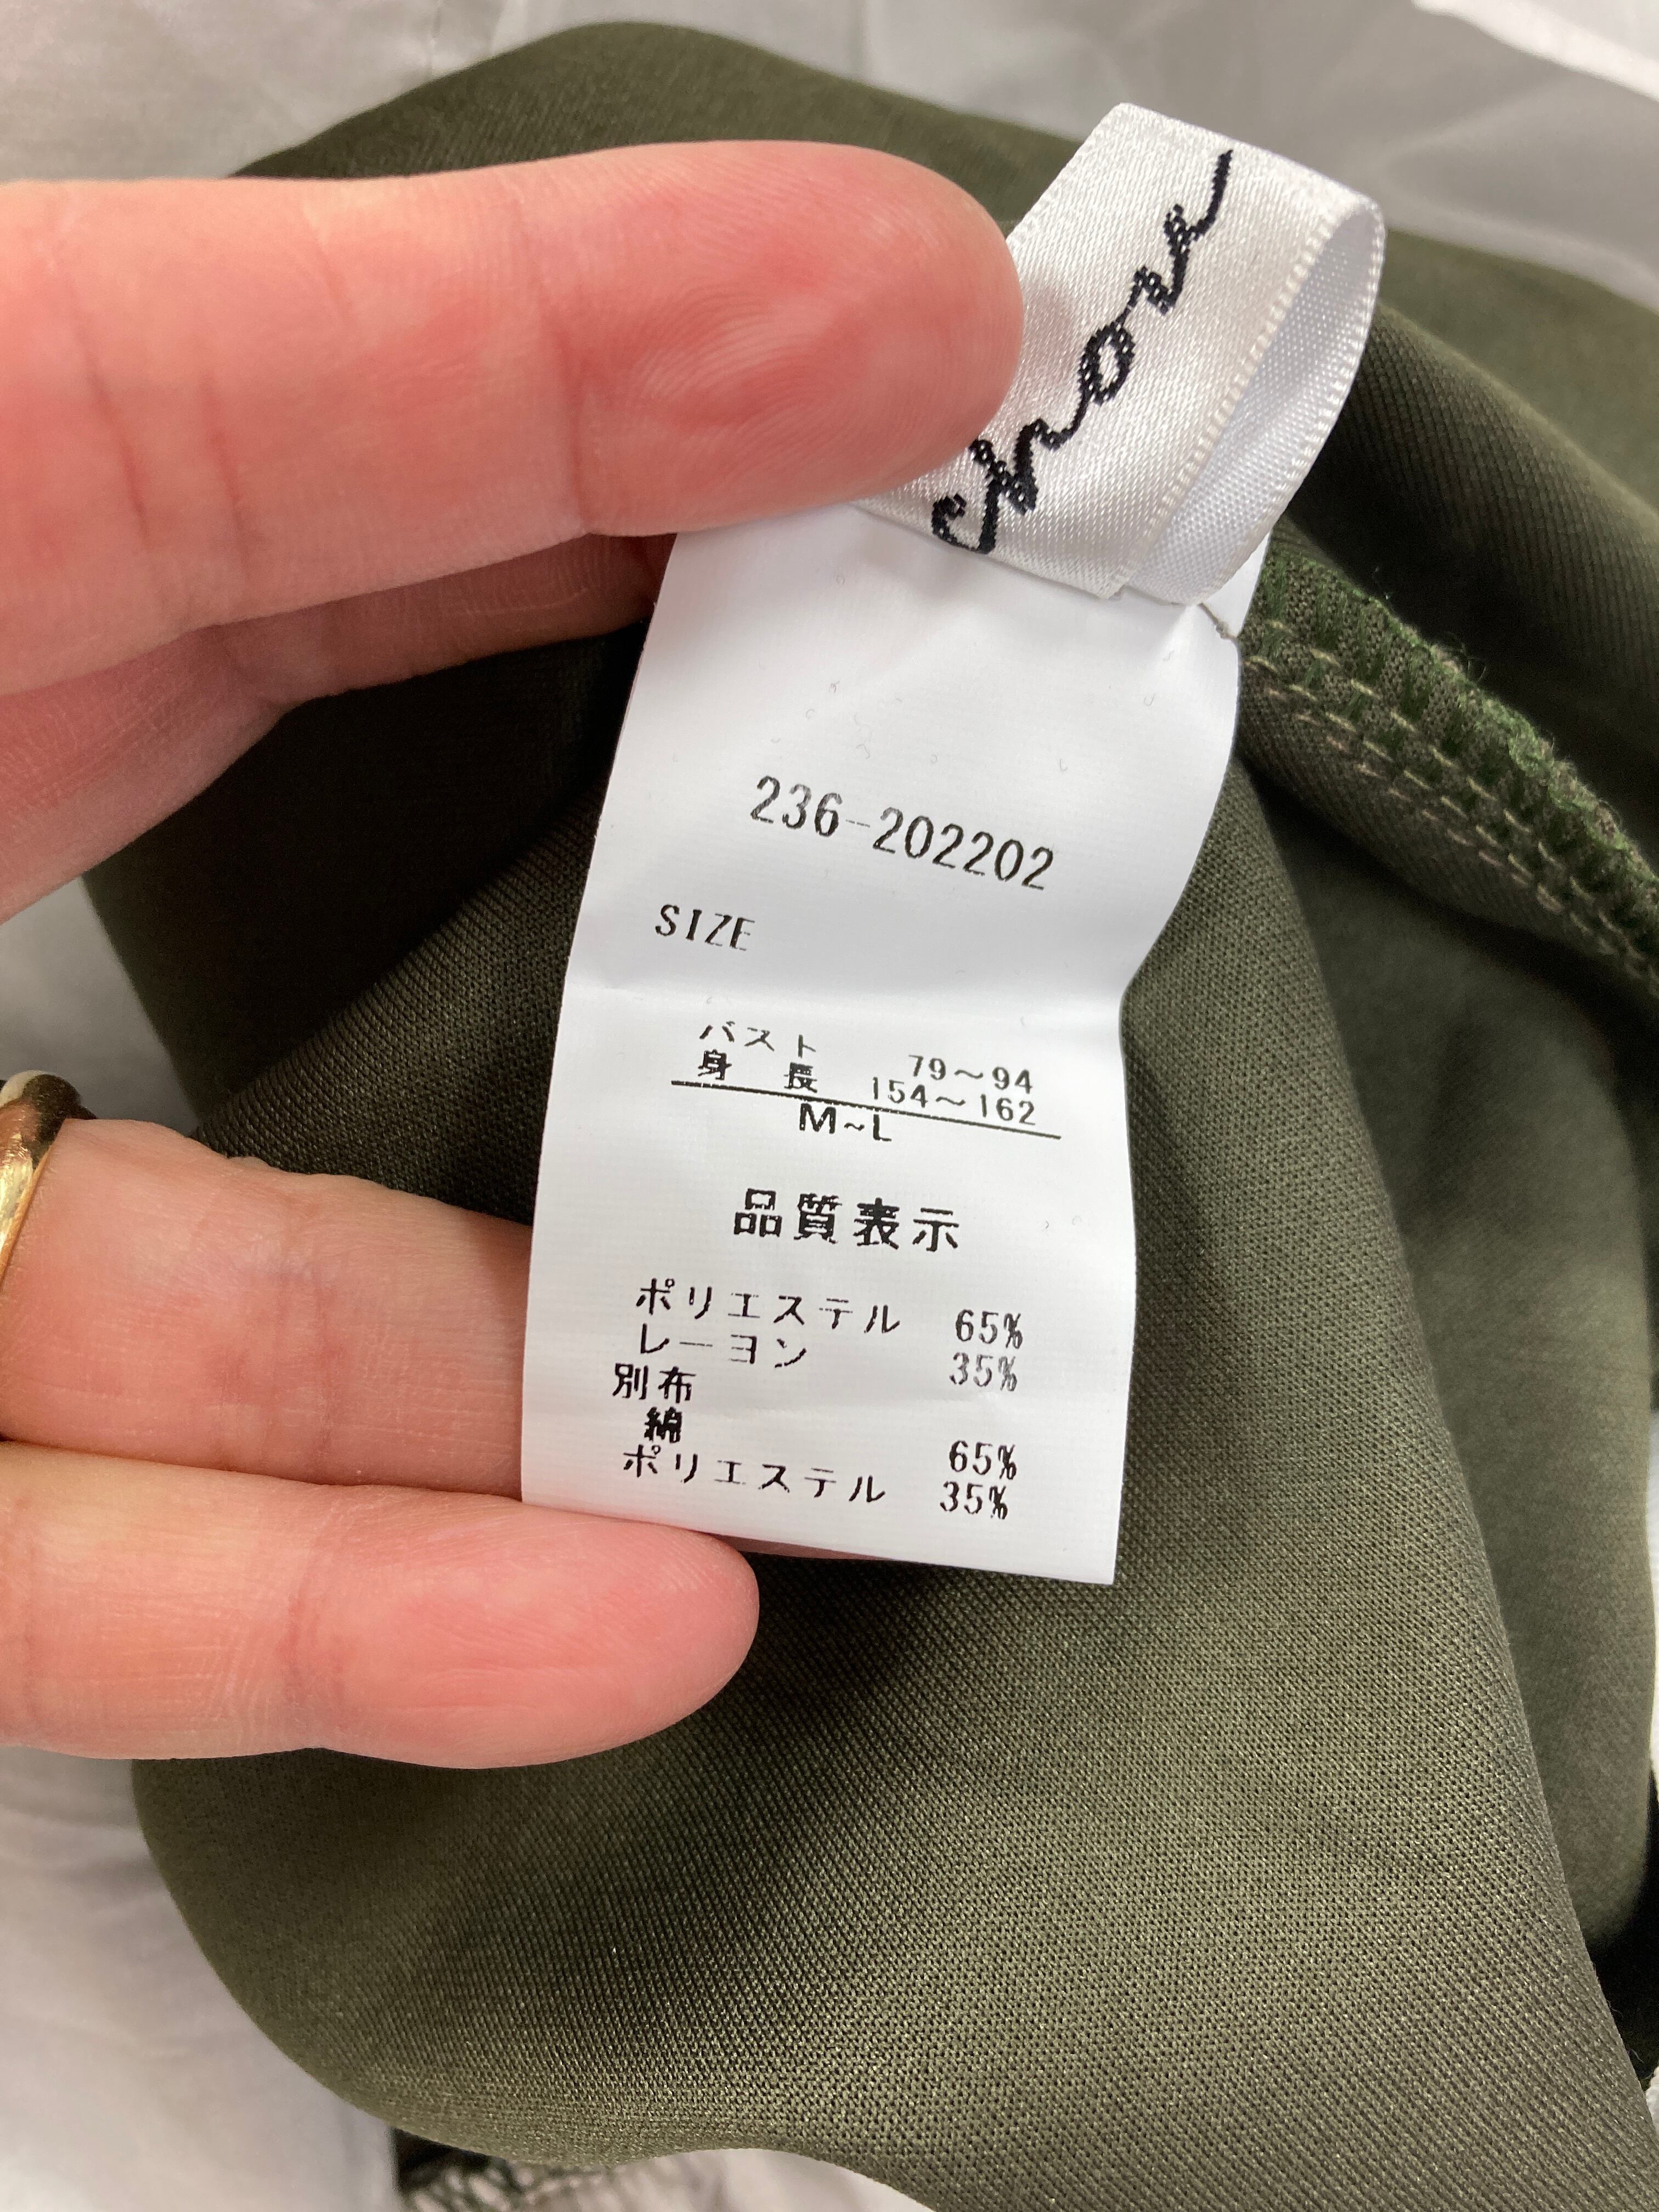 chora
236-202202
SIZE
バスト 79～94
身 長 154～162
M~L
品質表示
ポリエステル 65%
レーヨン 35%
別布
綿 65%
ポリエステル 35%